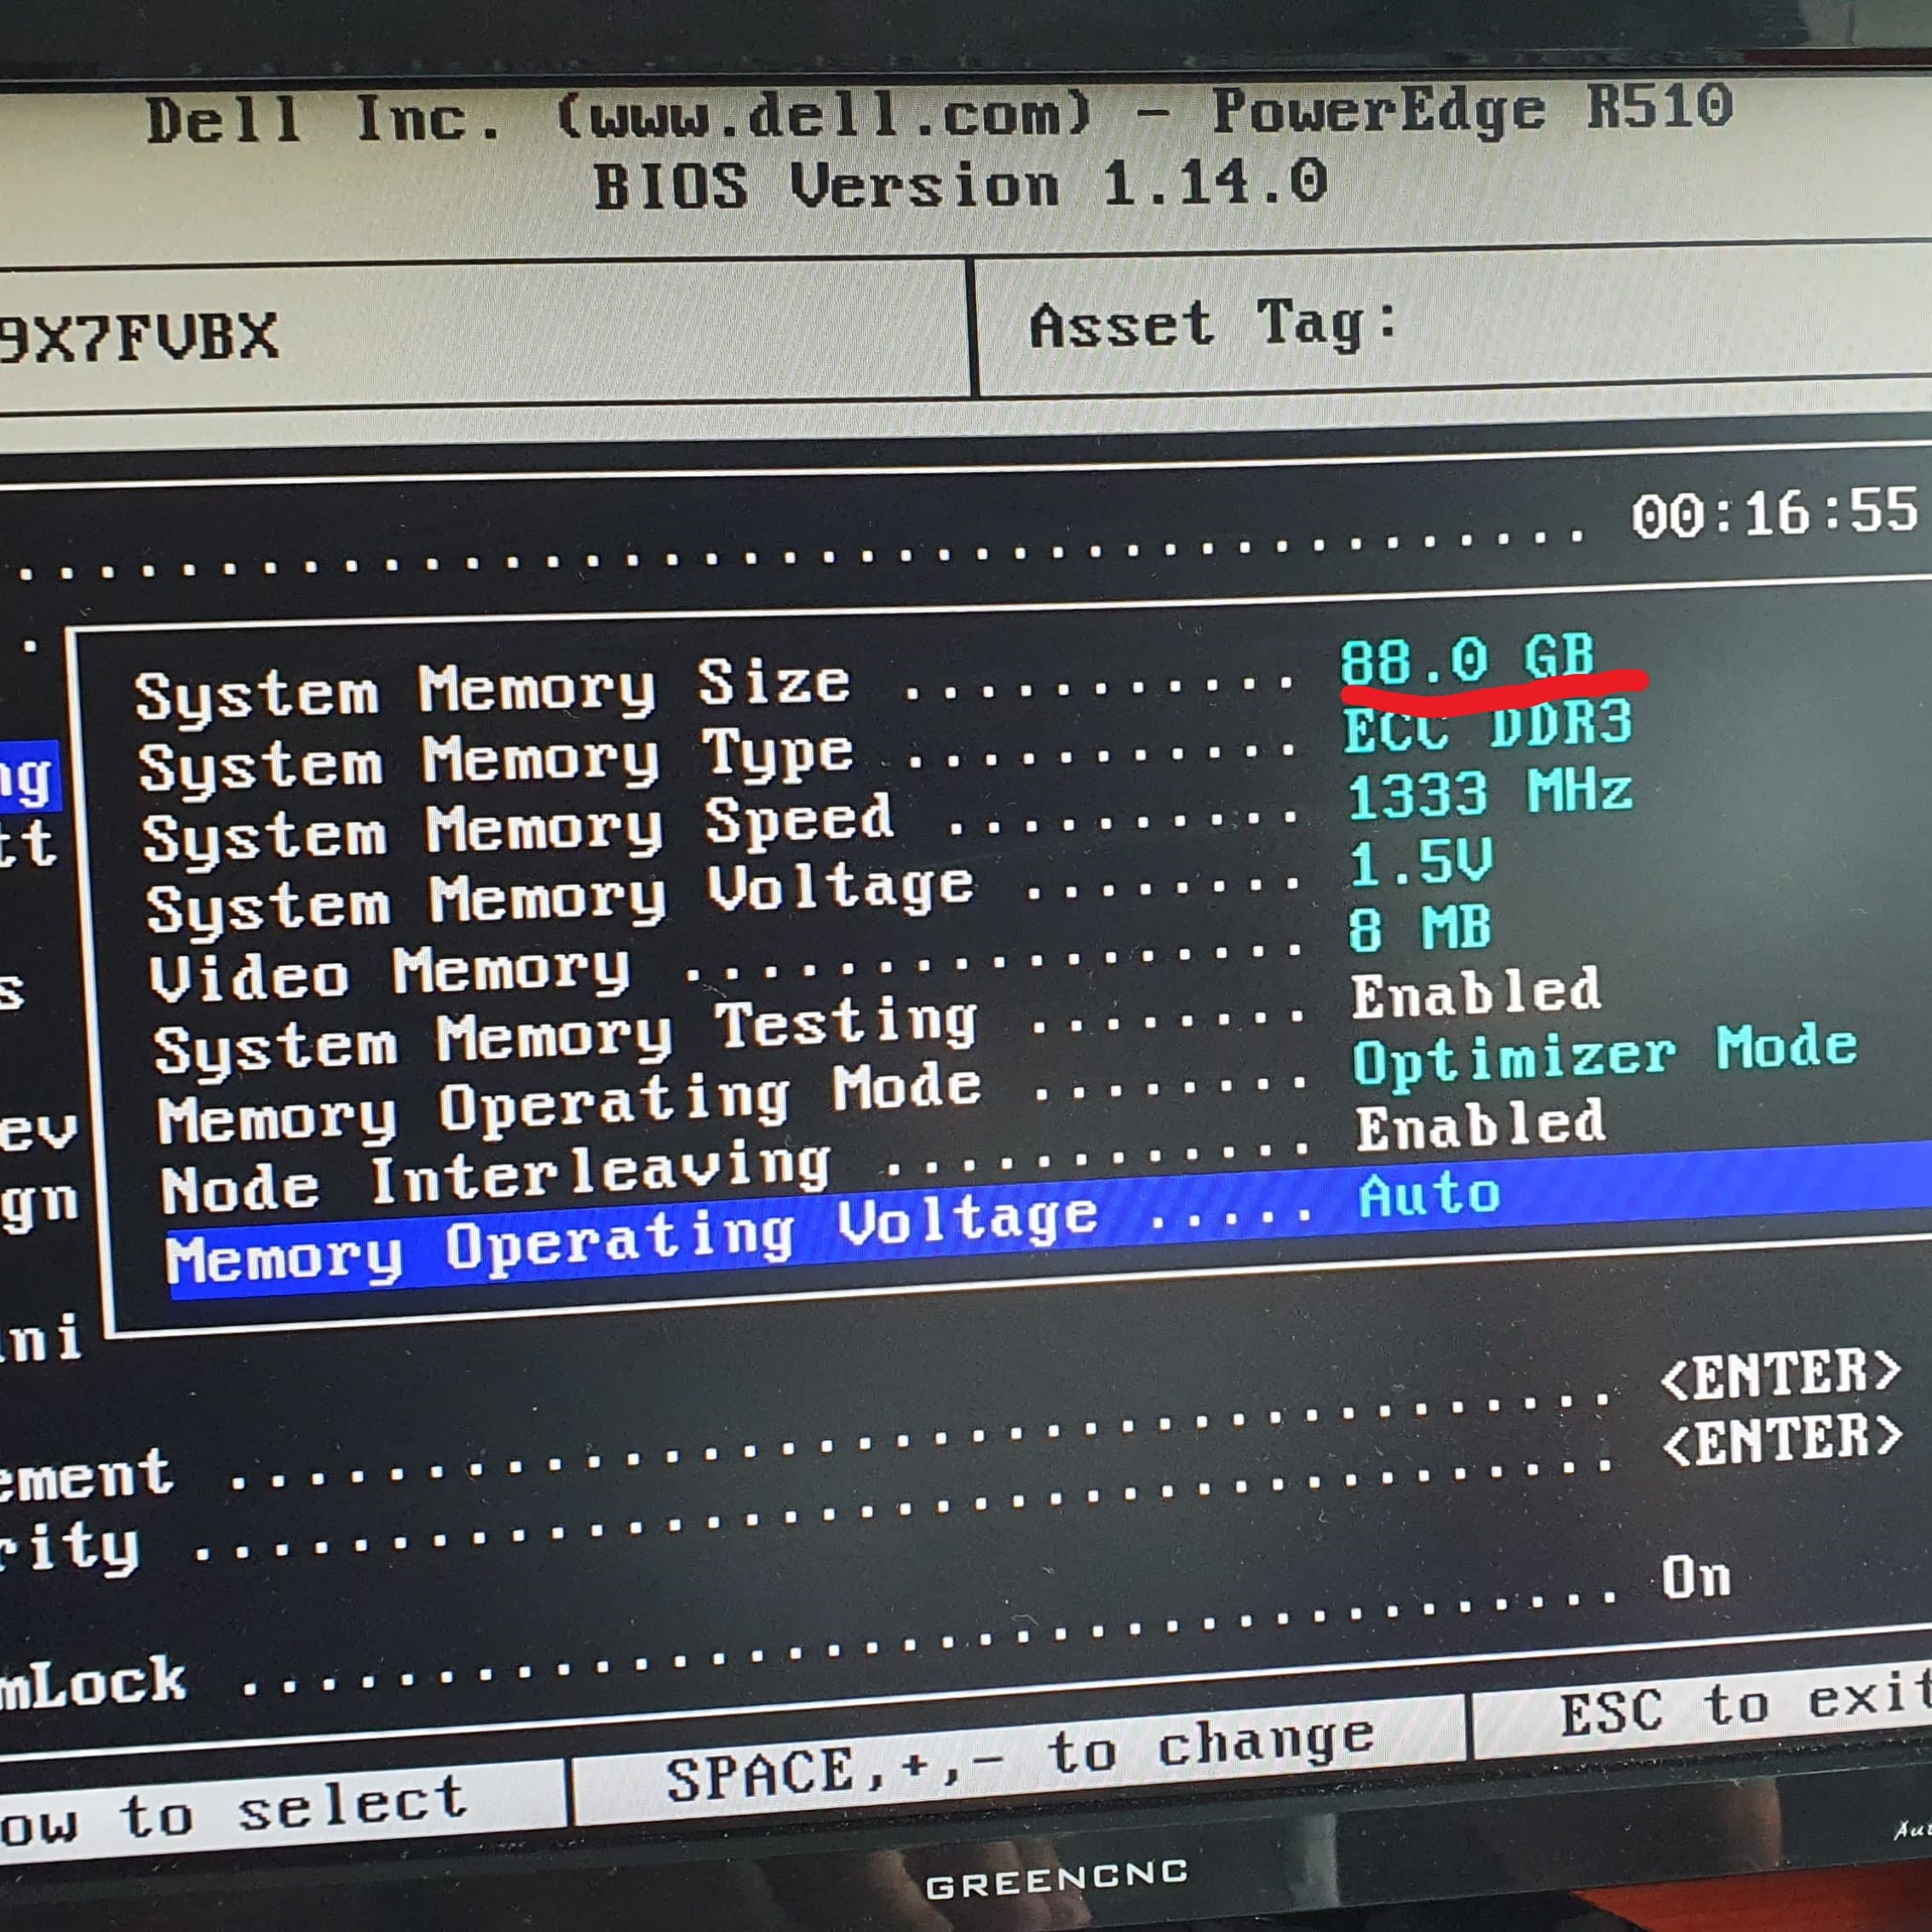 Dell Inc. (www.dell.com) - PowerEdge R510
BIOS Version 1.14.0
9X7FVBX
Asset Tag:
........................................ 00:16:55
System Memory Size ........... 88.0 GB
System Memory Type ........... ECC DDR3
System Memory Speed .......... 1333 MHz
System Memory Voltage ........ 1.5V
Video Memory ................. 8 MB
System Memory Testing ........ Enabled
Memory Operating Mode ........ Optimizer Mode
Node Interleaving ............ Enabled
Memory Operating Voltage ..... Auto
ng
tt
s
ev
gn
ni
ement .................................. <ENTER>
rity ................................... <ENTER>
mLock ................................. On
ow to select
SPACE,+,- to change
ESC to exit
GREENCNC